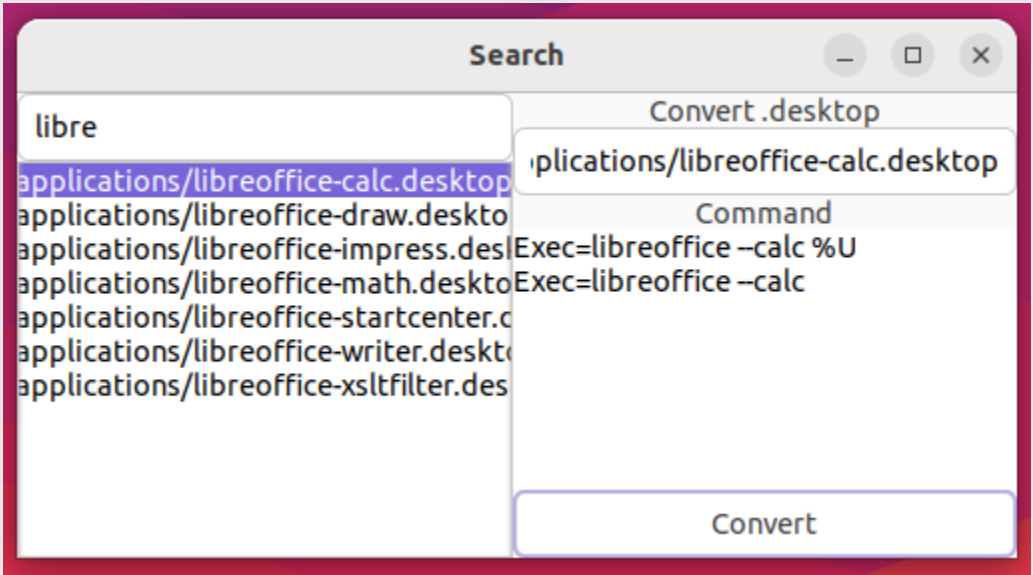 Search
libre
applications/libreoffice-calc.desktop
applications/libreoffice-draw.deskto
applications/libreoffice-impress.desk
applications/libreoffice-math.deskto
applications/libreoffice-startcenter.d
applications/libreoffice-writer.deskto
applications/libreoffice-xsltfilter.des
Convert .desktop
plications/libreoffice-calc.desktop
Command
Exec=libreoffice --calc %U
Exec=libreoffice --calc
Convert